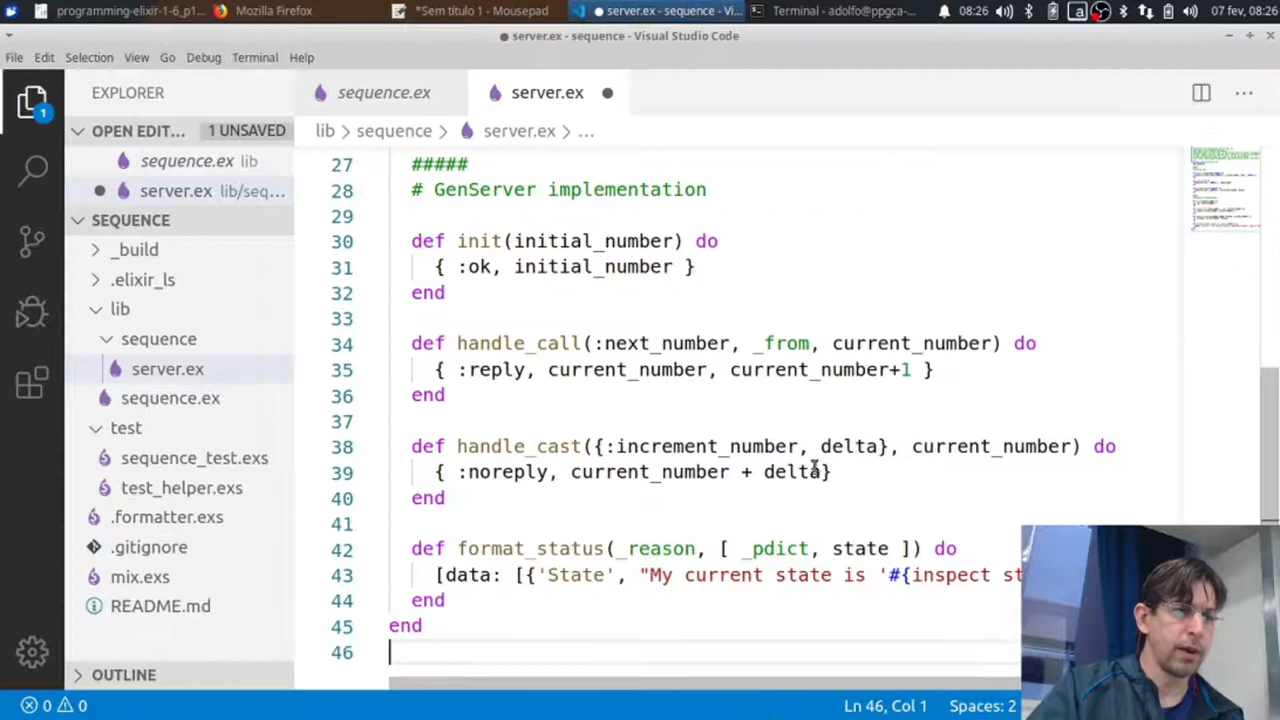 programming-elixir-1-6_p1...
Mozilla Firefox
*Sem título 1 - Mousepad
server.ex - sequence - Vi...
Terminal - adolfo@ppgca-...
08:26
07 fev, 08:26
server.ex - sequence - Visual Studio Code
File Edit Selection View Go Debug Terminal Help
EXPLORER
OPEN EDIT... 1 UNSAVED
sequence.ex lib
server.ex lib/seq...
SEQUENCE
_build
.elixir_ls
lib
sequence
server.ex
sequence.ex
test
sequence_test.exs
test_helper.exs
.formatter.exs
.gitignore
mix.exs
README.md
OUTLINE
1
sequence.ex
server.ex
lib > sequence > server.ex > ...
27 #####
28 # GenServer implementation
29
30 def init(initial_number) do
31 { :ok, initial_number }
32 end
33
34 def handle_call(:next_number, _from, current_number) do
35 { :reply, current_number, current_number+1 }
36 end
37
38 def handle_cast({:increment_number, delta}, current_number) do
39 { :noreply, current_number + delta}
40 end
41
42 def format_status(_reason, [ _pdict, state ]) do
43 [data: [{'State', "My current state is '#{inspect st
44 end
45 end
46
0 0
Ln 46, Col 1 Spaces: 2